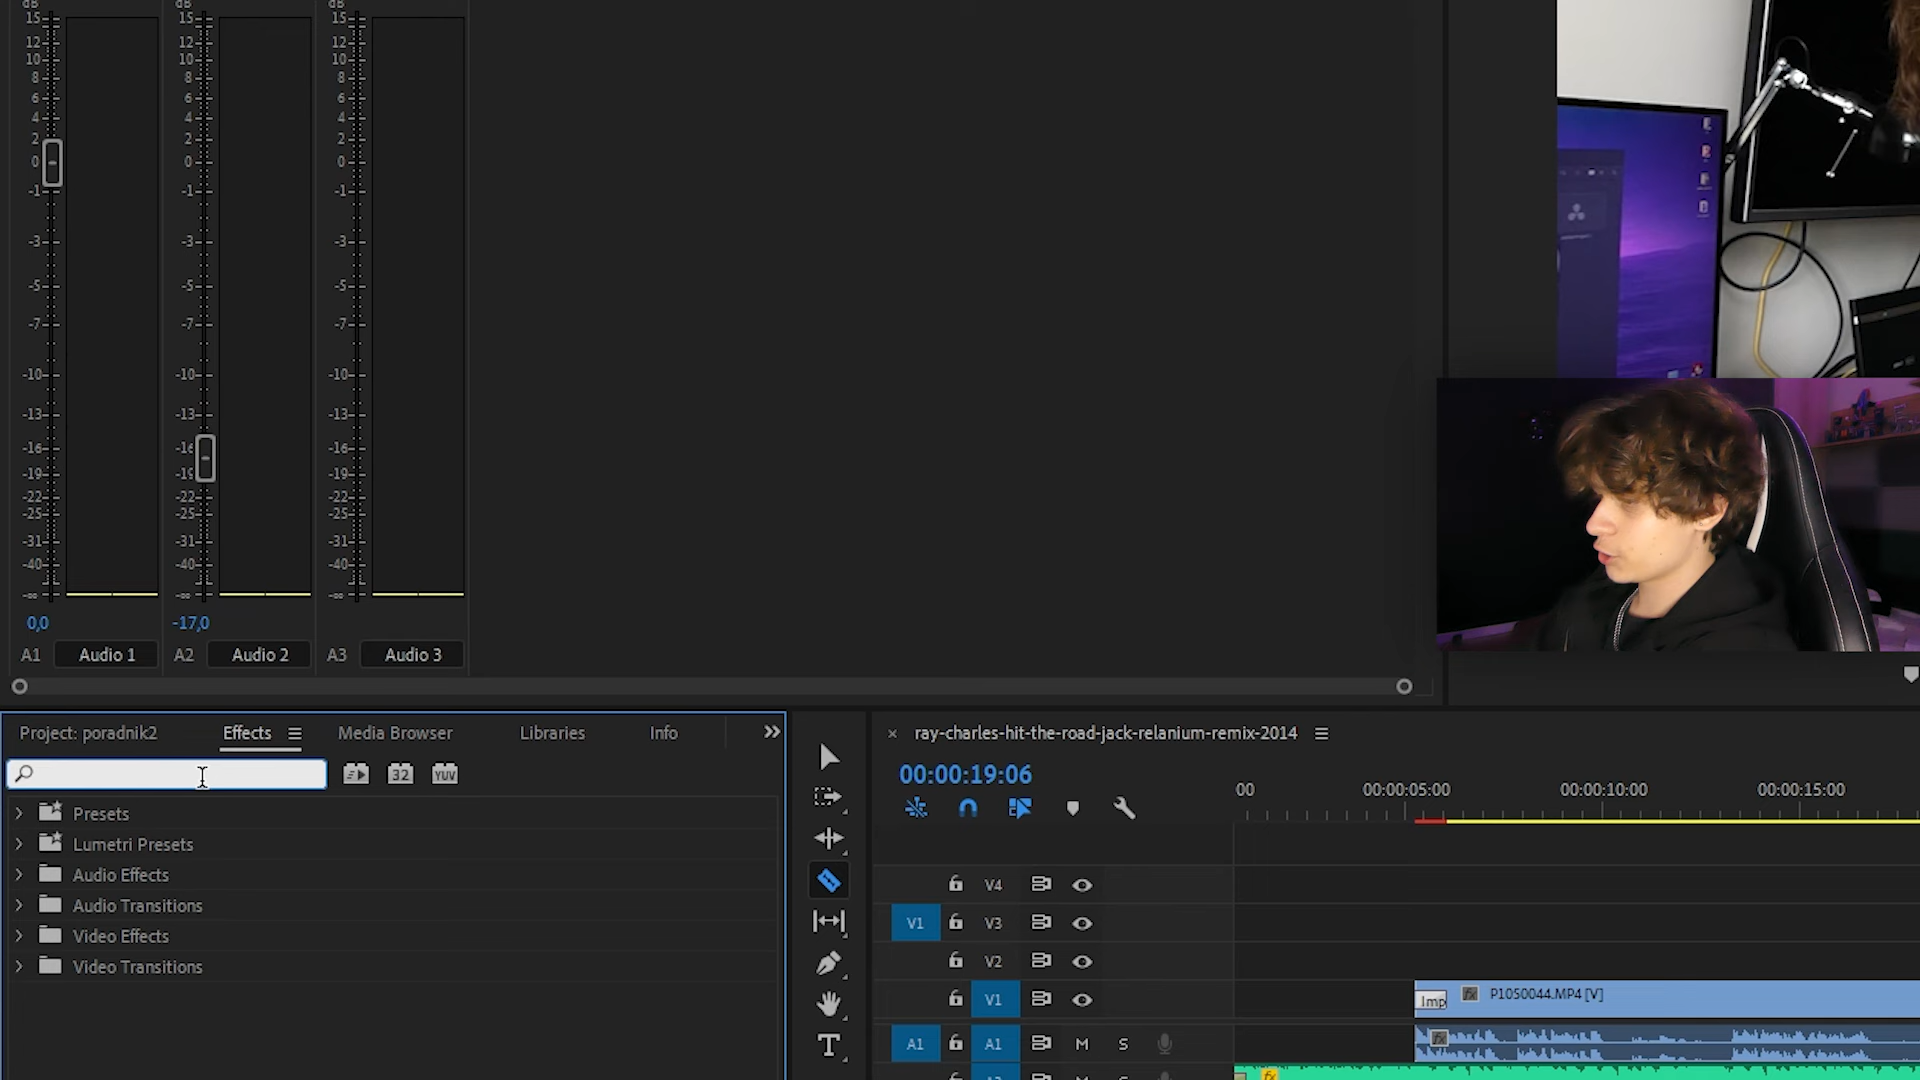 dB dB dB
15 15 15
12 12 12
10 10 10
8 8 8
6 6 6
4 4 4
2 2 2
0 0 0
-1 -1 -1
-3 -3 -3
-5 -5 -5
-7 -7 -7
-10 -10 -10
-13 -13 -13
-16 -16 -16
-19 -19 -19
-22 -22 -22
-25 -25 -25
-31 -31 -31
-40 -40 -40
-∞ -∞ -∞
0,0 -17,0
A1 Audio 1 A2 Audio 2 A3 Audio 3
Project: poradnik2 Effects Media Browser Libraries Info
32 YUV
Presets
Lumetri Presets
Audio Effects
Audio Transitions
Video Effects
Video Transitions
ray-charles-hit-the-road-jack-relanium-remix-2014
00:00:19:06
00 00:00:05:00 00:00:10:00 00:00:15:00
V4
V1 V3
V2
V1 Imp fx P1050044.MP4 [V]
A1 A1 M S fx
fx